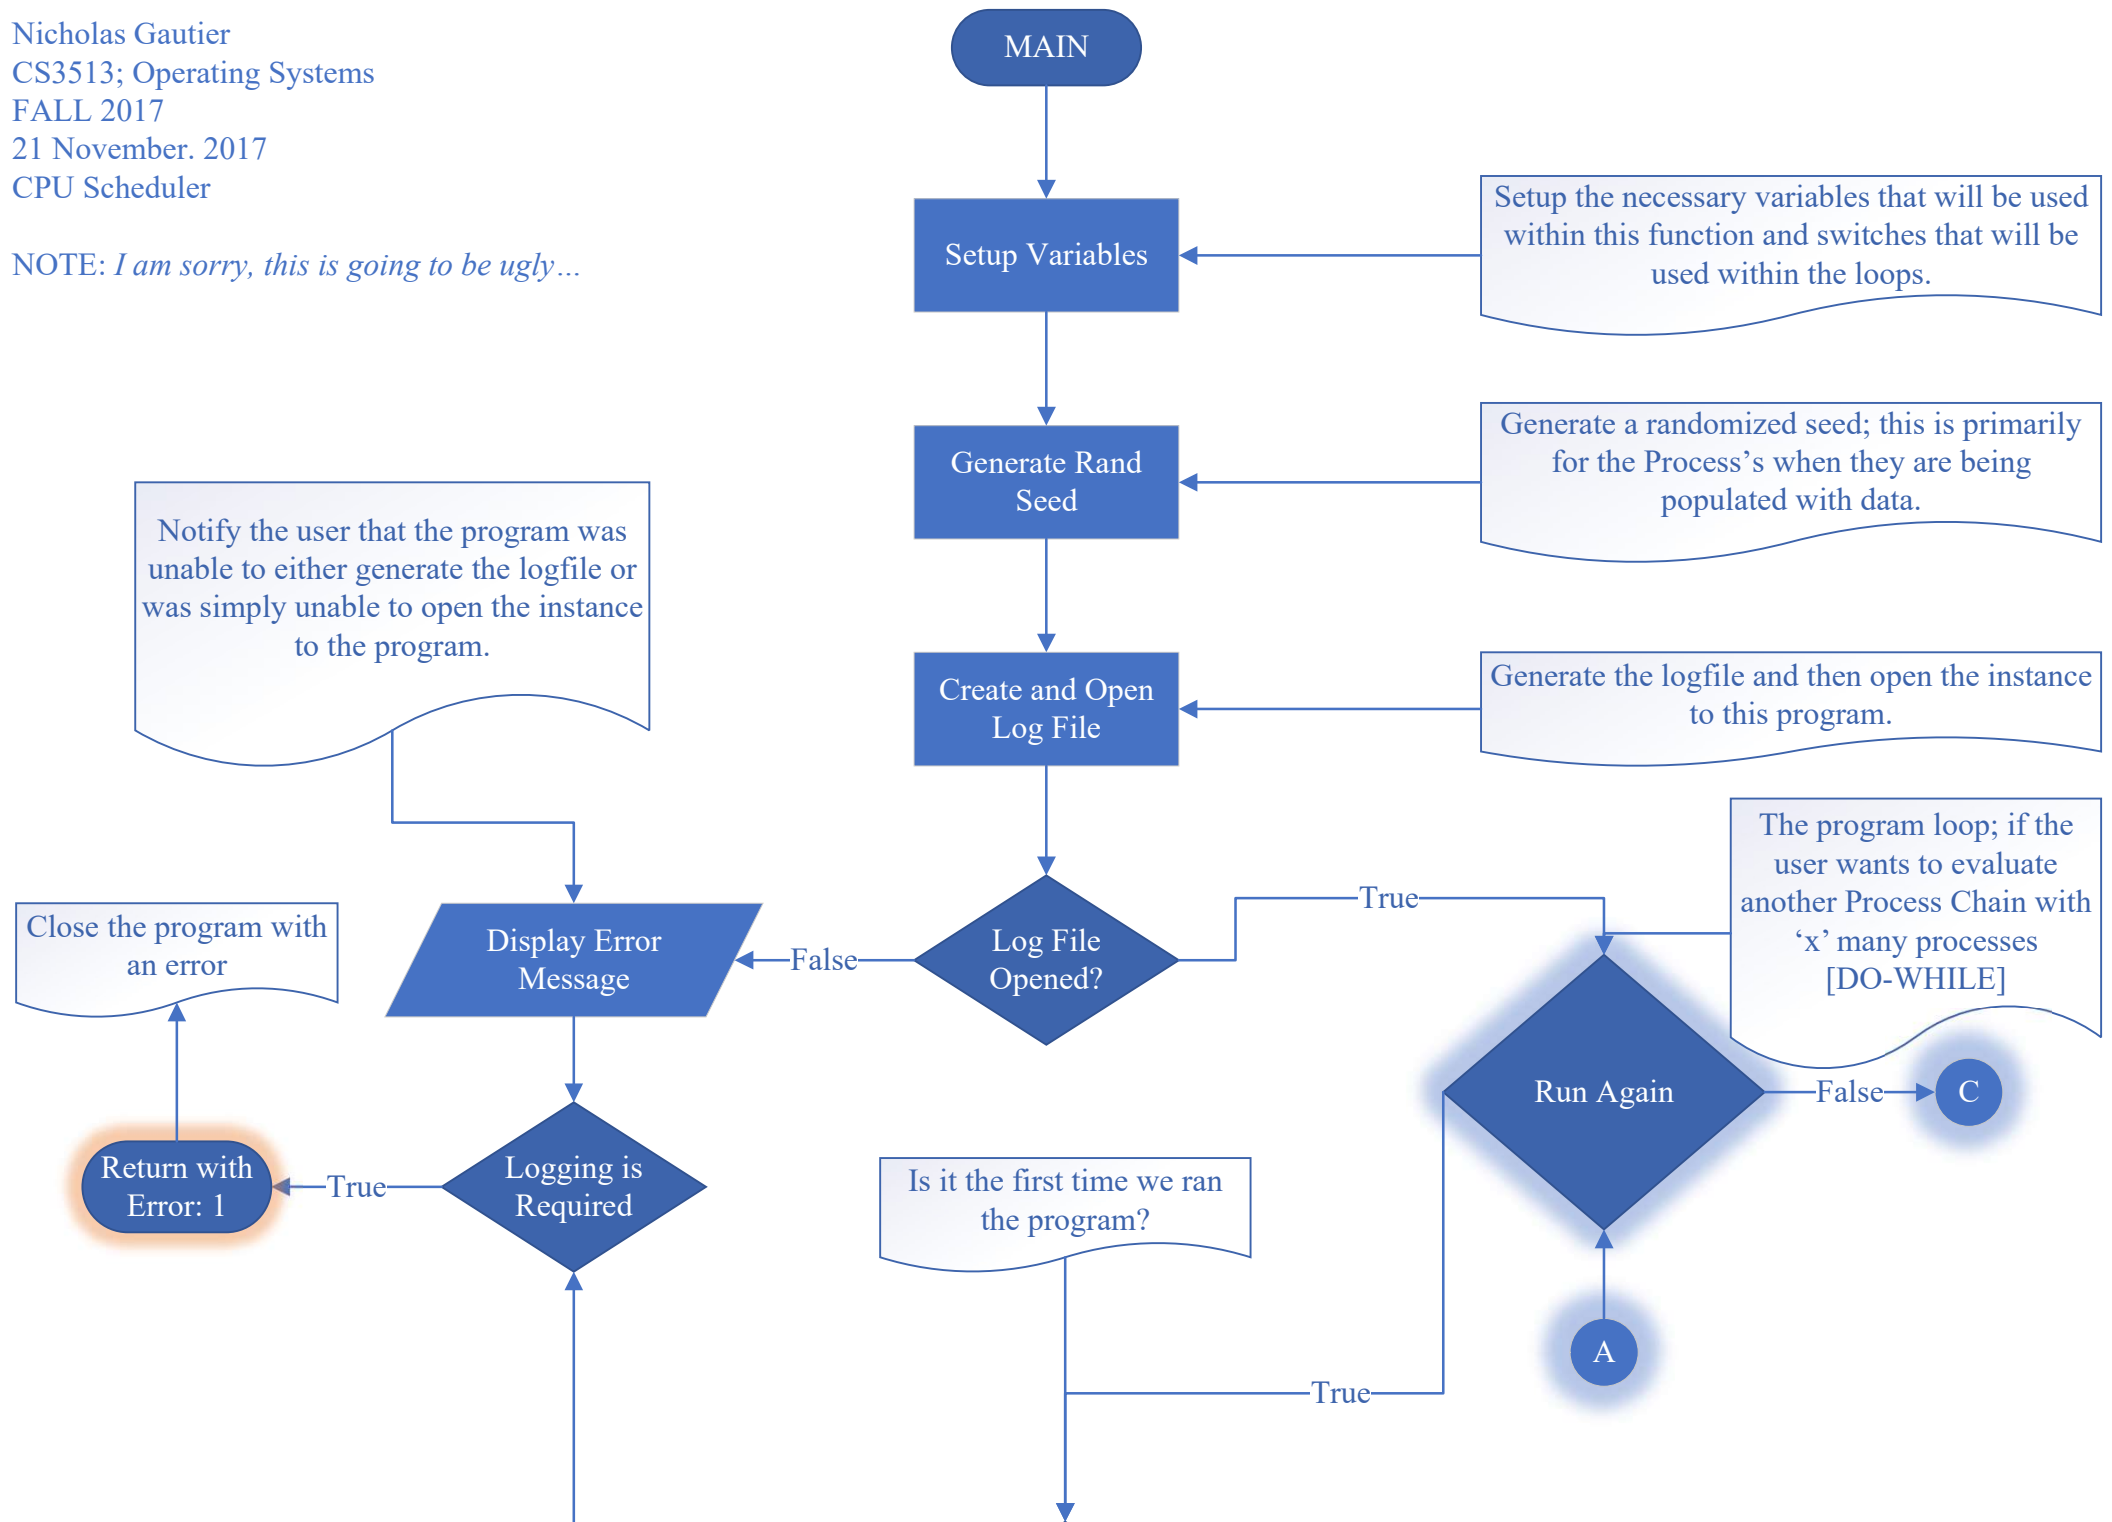 Nicholas Gautier
CS3513; Operating Systems
FALL 2017
21 November. 2017
CPU Scheduler
NOTE: I am sorry, this is going to be ugly…
MAIN
Setup Variables
Setup the necessary variables that will be used
within this function and switches that will be
used within the loops.
Generate Rand
Seed
Generate a randomized seed; this is primarily
for the Process’s when they are being
populated with data.
Notify the user that the program was
unable to either generate the logfile or
was simply unable to open the instance
to the program.
Create and Open
Log File
Generate the logfile and then open the instance
to this program.
The program loop; if the
user wants to evaluate
another Process Chain with
‘x’ many processes
[DO-WHILE]
True
Close the program with
an error
Display Error
Message
False
Log File
Opened?
Run Again
False
C
Return with
Error: 1
True
Logging is
Required
Is it the first time we ran
the program?
A
True